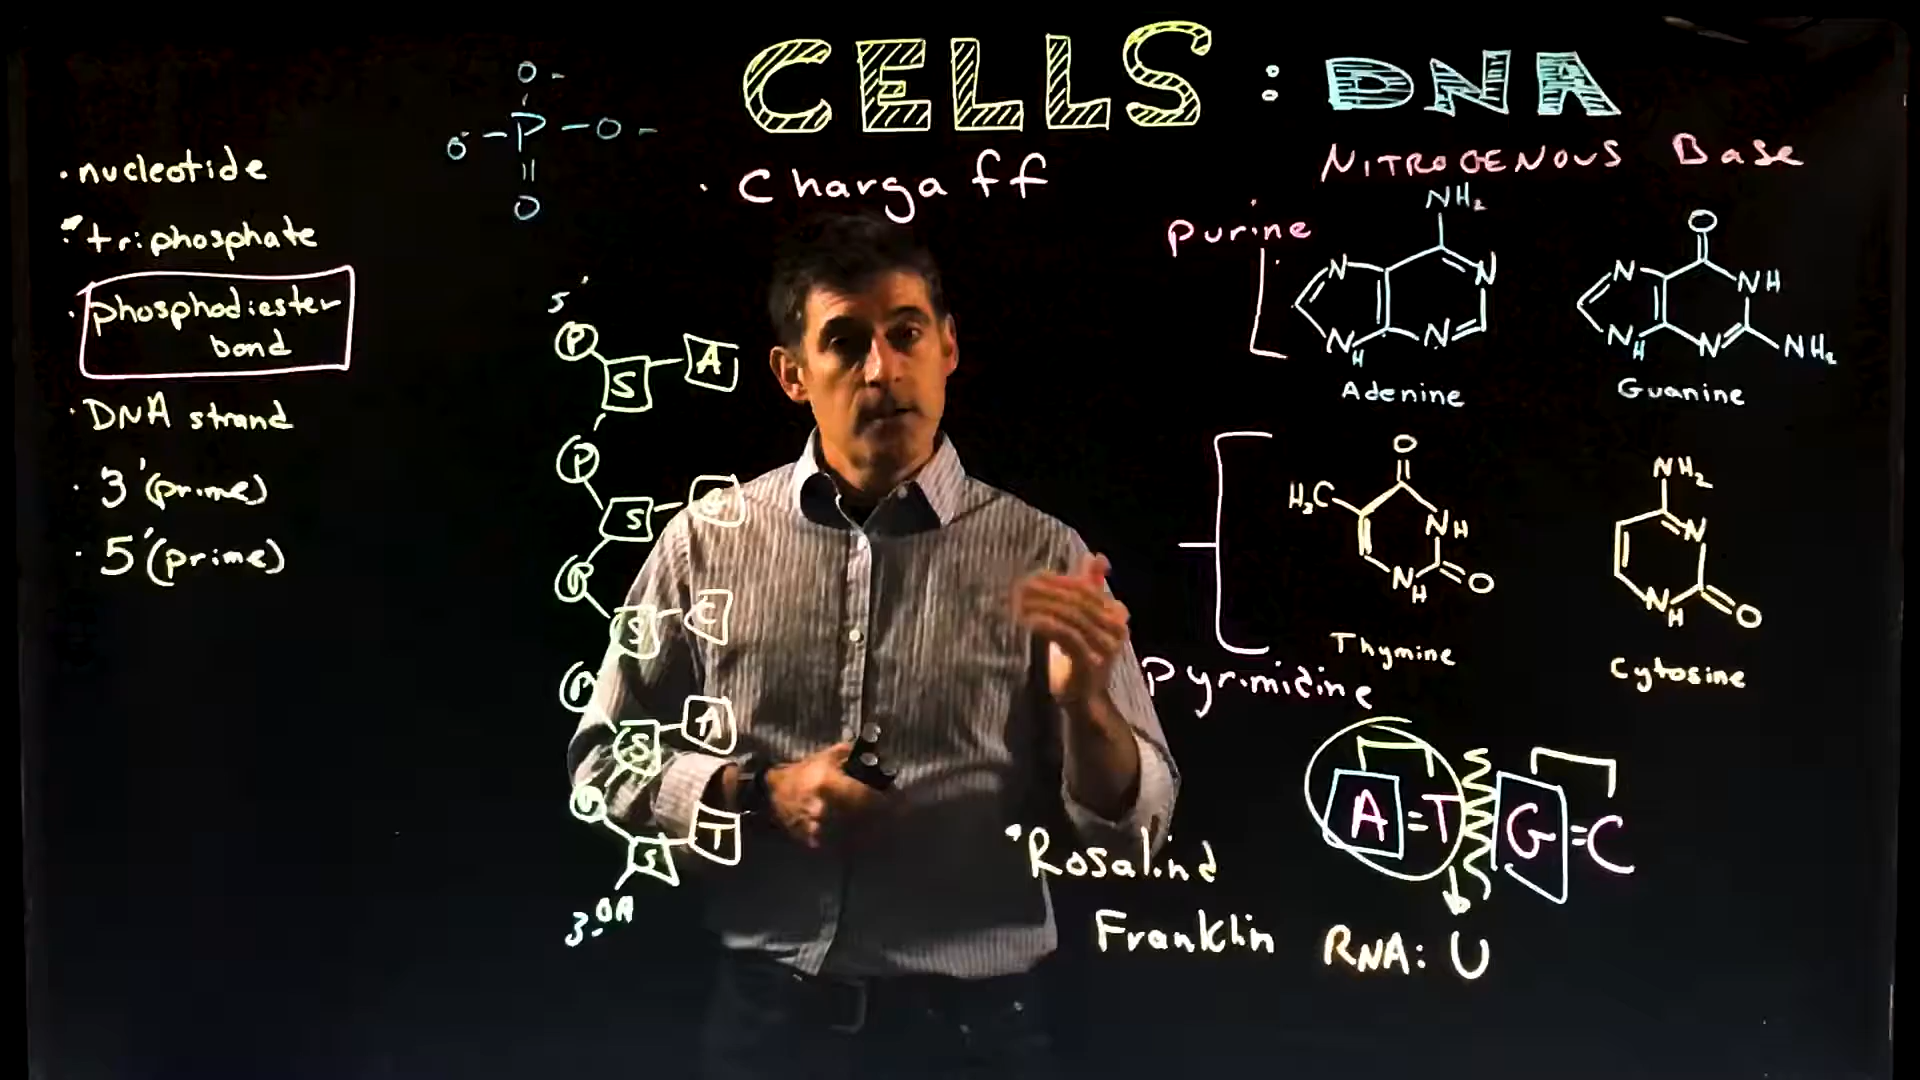 CELLS : DNA
· nucleotide
· triphosphate
· phosphodiester
bond
· DNA strand
· 3'(prime)
· 5'(prime)
O-
O-P-O-
O
· Chargaff
5'
P
S
A
P
S
G
P
S
C
P
S
A
P
S
T
3'
NITROGENOUS Base
Purine
NH₂
N
N
N
H
N
Adenine
O
N
NH
N
H
N
NH₂
Guanine
O
H₃C
NH
N
H
O
Thymine
NH₂
N
N
H
O
Cytosine
Pyrimidine
A=T
G=C
· Rosalind
Franklin
RNA: U